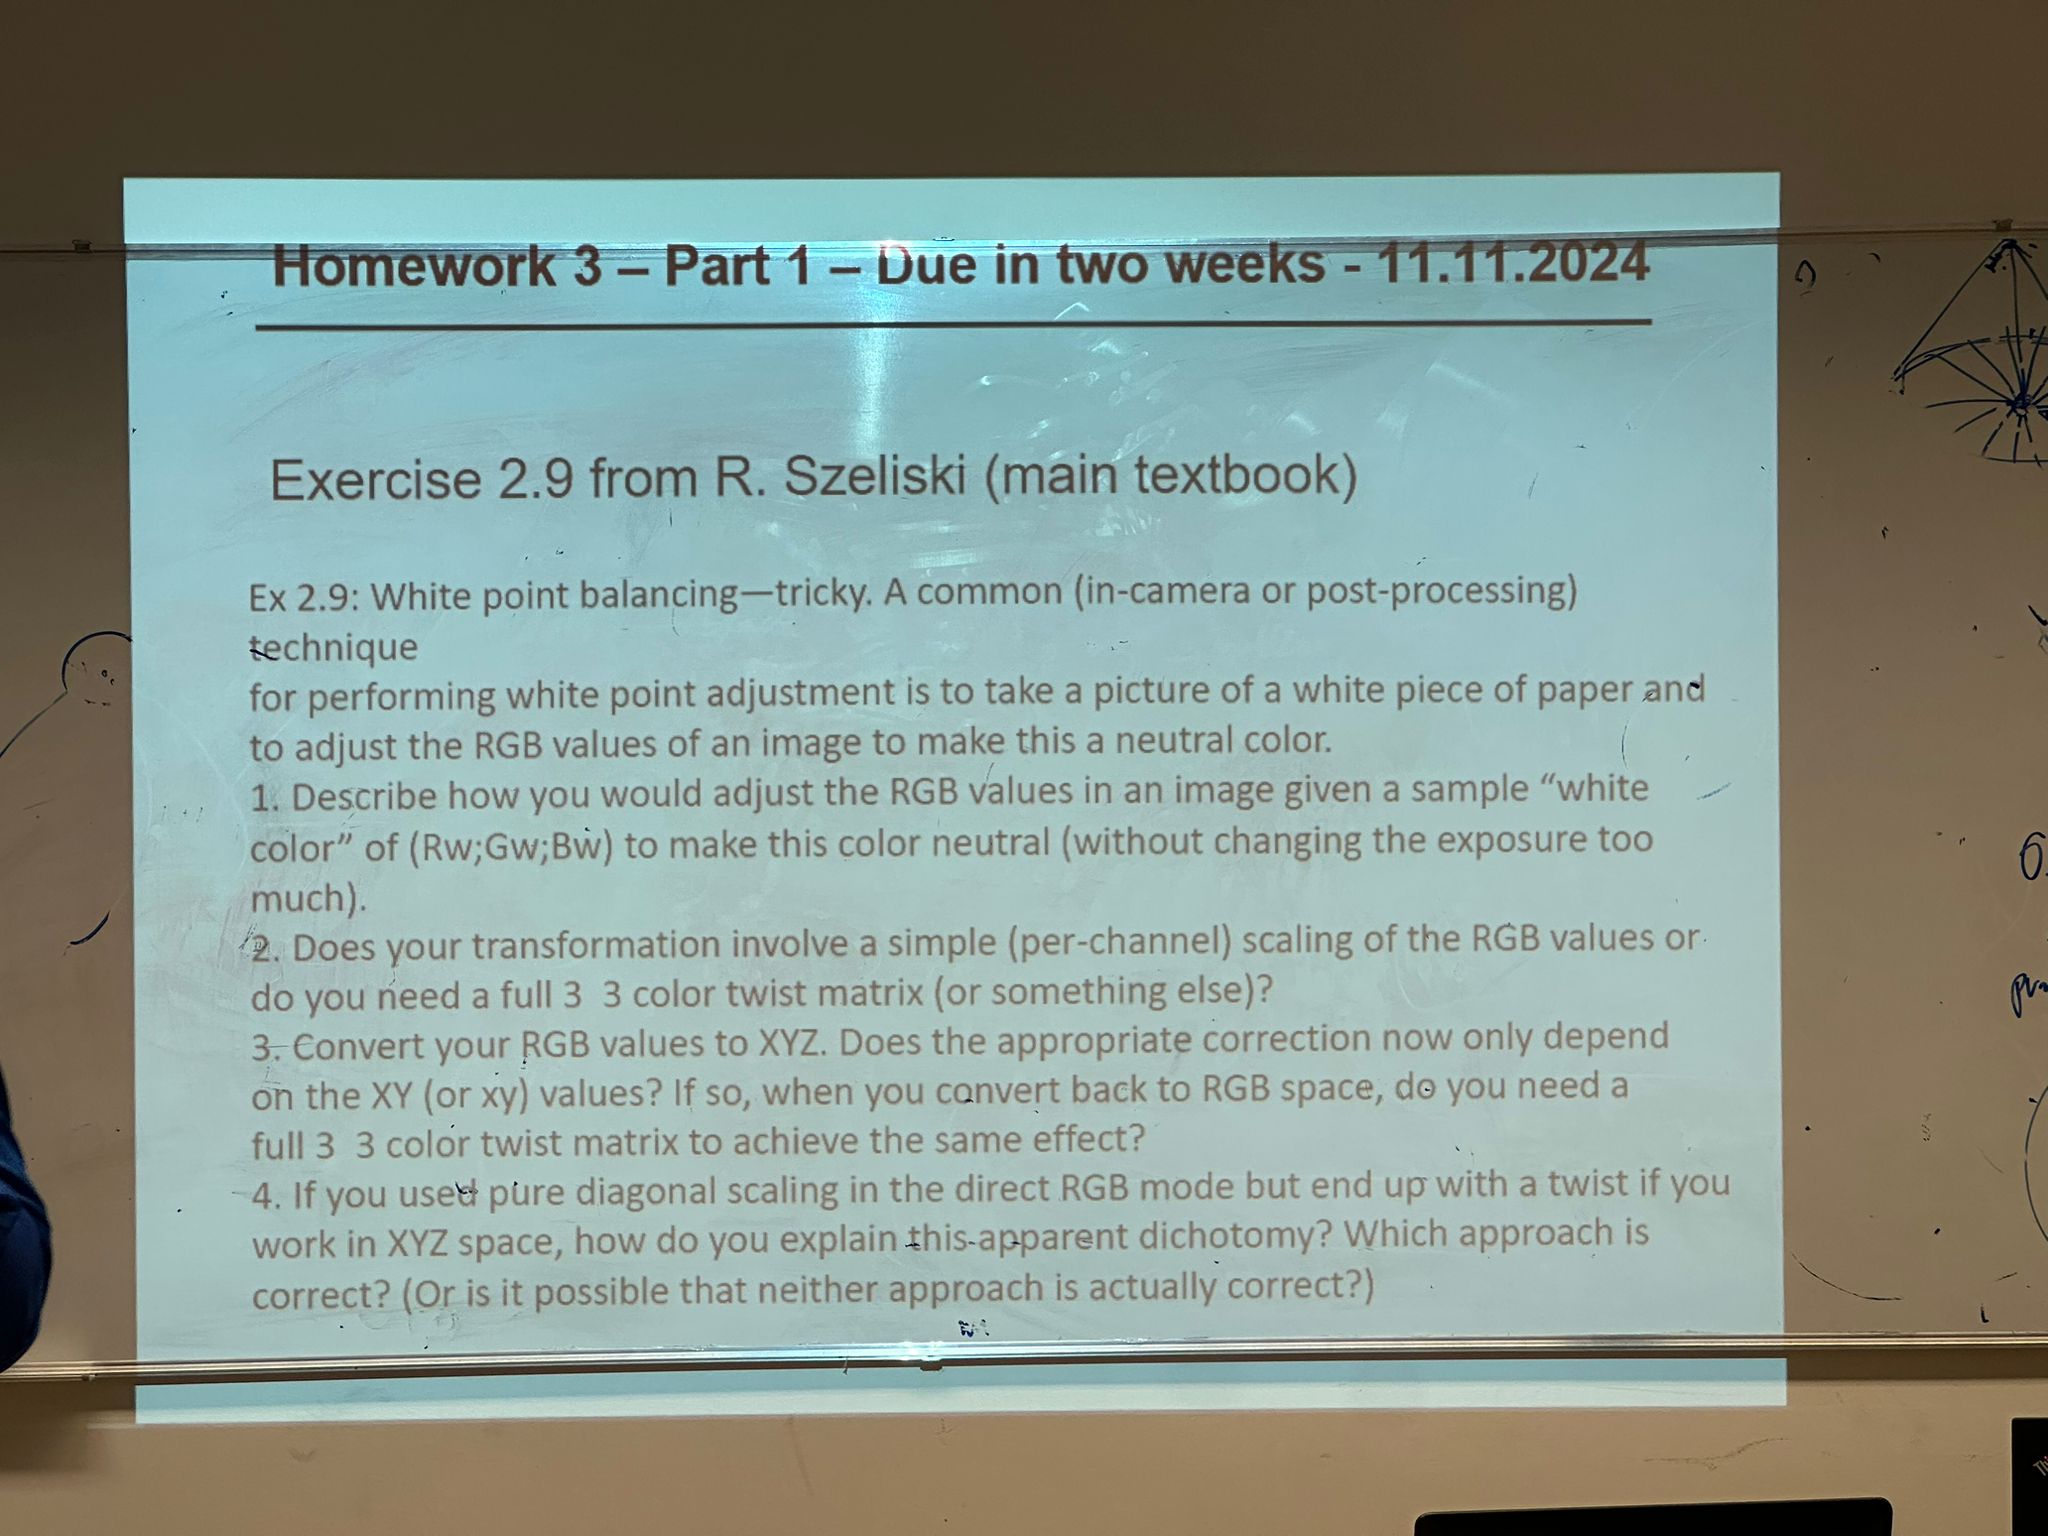 Homework 3 – Part 1 – Due in two weeks - 11.11.2024
Exercise 2.9 from R. Szeliski (main textbook)
Ex 2.9: White point balancing—tricky. A common (in-camera or post-processing)
technique
for performing white point adjustment is to take a picture of a white piece of paper and
to adjust the RGB values of an image to make this a neutral color.
1. Describe how you would adjust the RGB values in an image given a sample “white
color” of (Rw;Gw;Bw) to make this color neutral (without changing the exposure too
much).
2. Does your transformation involve a simple (per-channel) scaling of the RGB values or
do you need a full 3 3 color twist matrix (or something else)?
3. Convert your RGB values to XYZ. Does the appropriate correction now only depend
on the XY (or xy) values? If so, when you convert back to RGB space, do you need a
full 3 3 color twist matrix to achieve the same effect?
4. If you used pure diagonal scaling in the direct RGB mode but end up with a twist if you
work in XYZ space, how do you explain this apparent dichotomy? Which approach is
correct? (Or is it possible that neither approach is actually correct?)